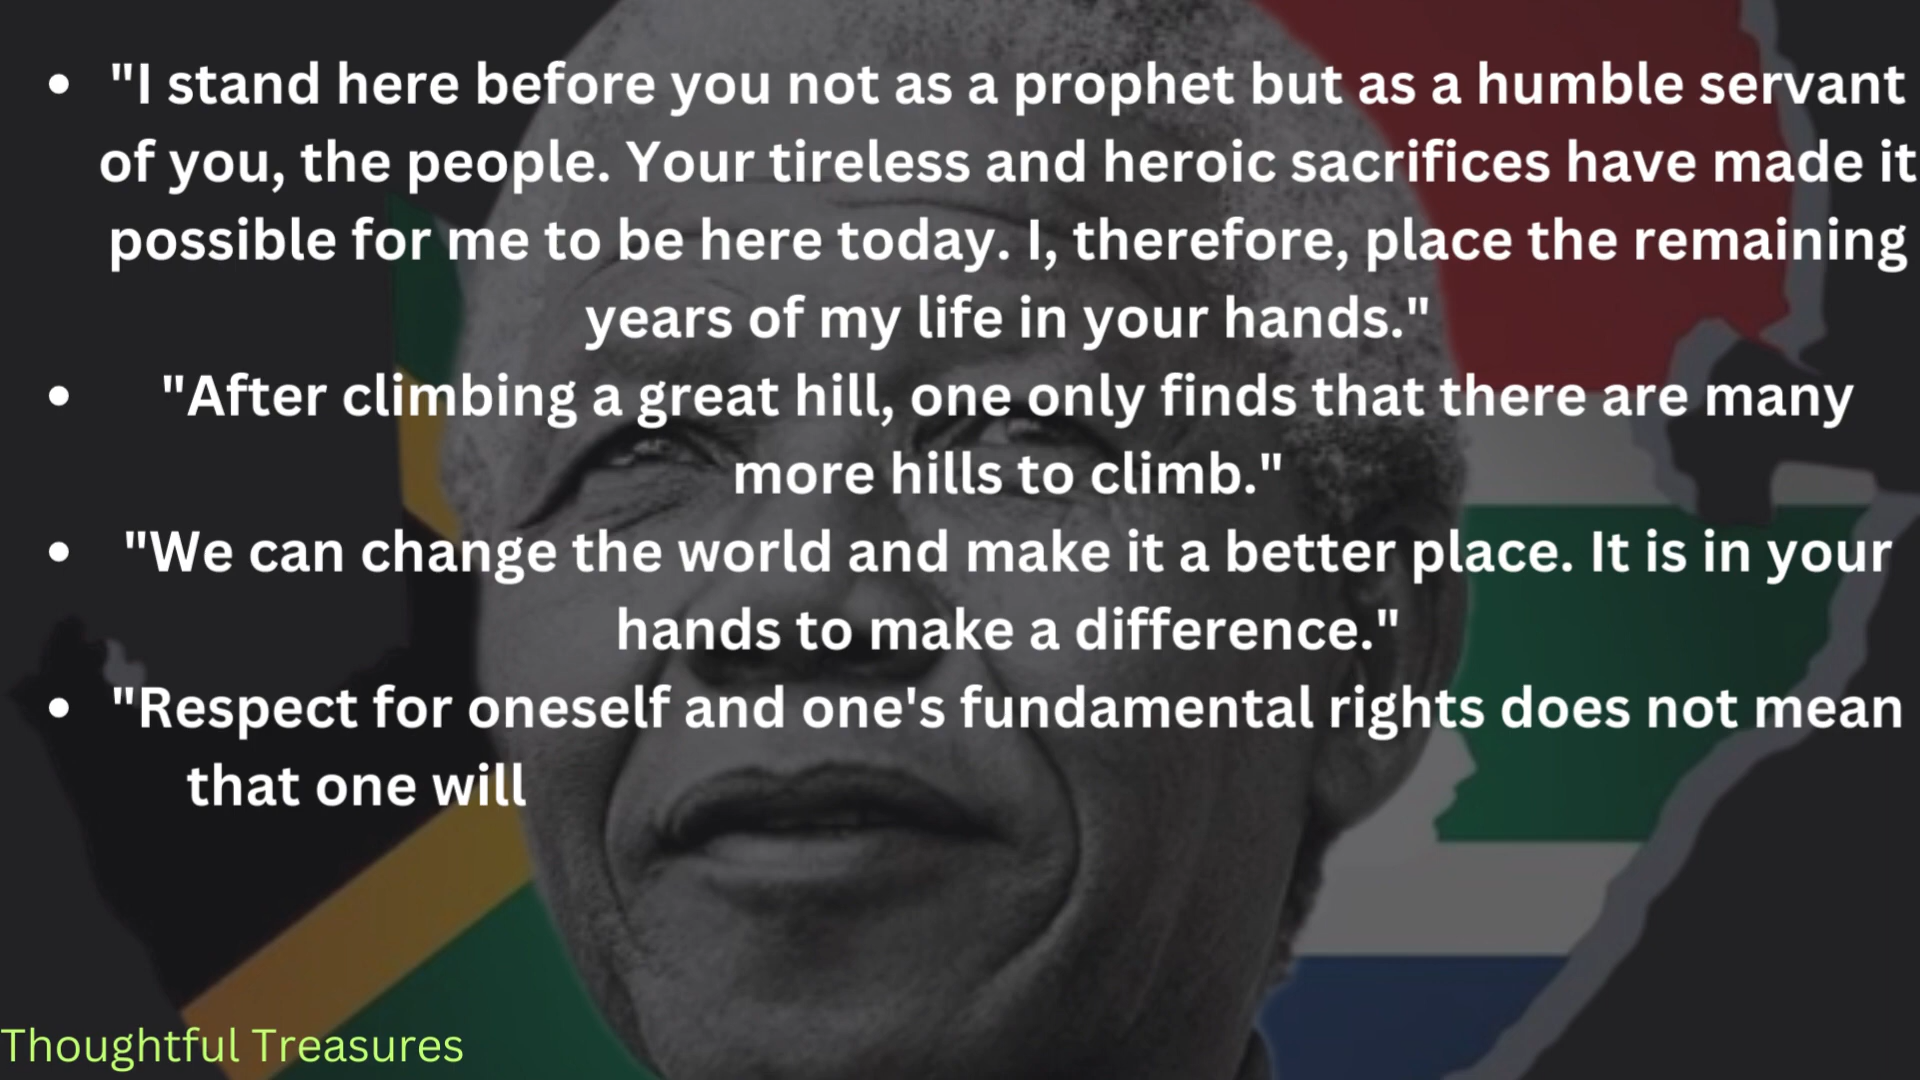 • "I stand here before you not as a prophet but as a humble servant
of you, the people. Your tireless and heroic sacrifices have made it
possible for me to be here today. I, therefore, place the remaining
years of my life in your hands."
• "After climbing a great hill, one only finds that there are many
more hills to climb."
• "We can change the world and make it a better place. It is in your
hands to make a difference."
• "Respect for oneself and one's fundamental rights does not mean
that one will
Thoughtful Treasures